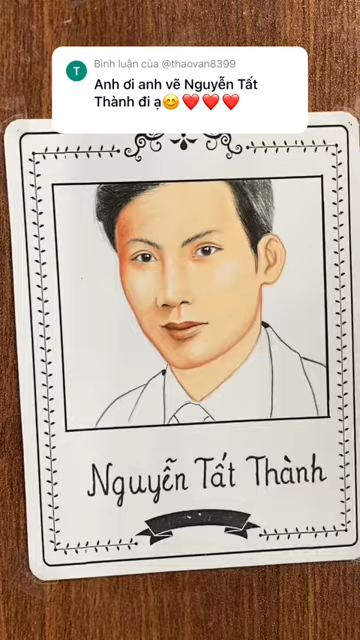 T
Bình luận của @thaovan8399
Anh ơi anh vẽ Nguyễn Tất
Thành đi ạ😊❤️❤️❤️
Nguyễn Tất Thành